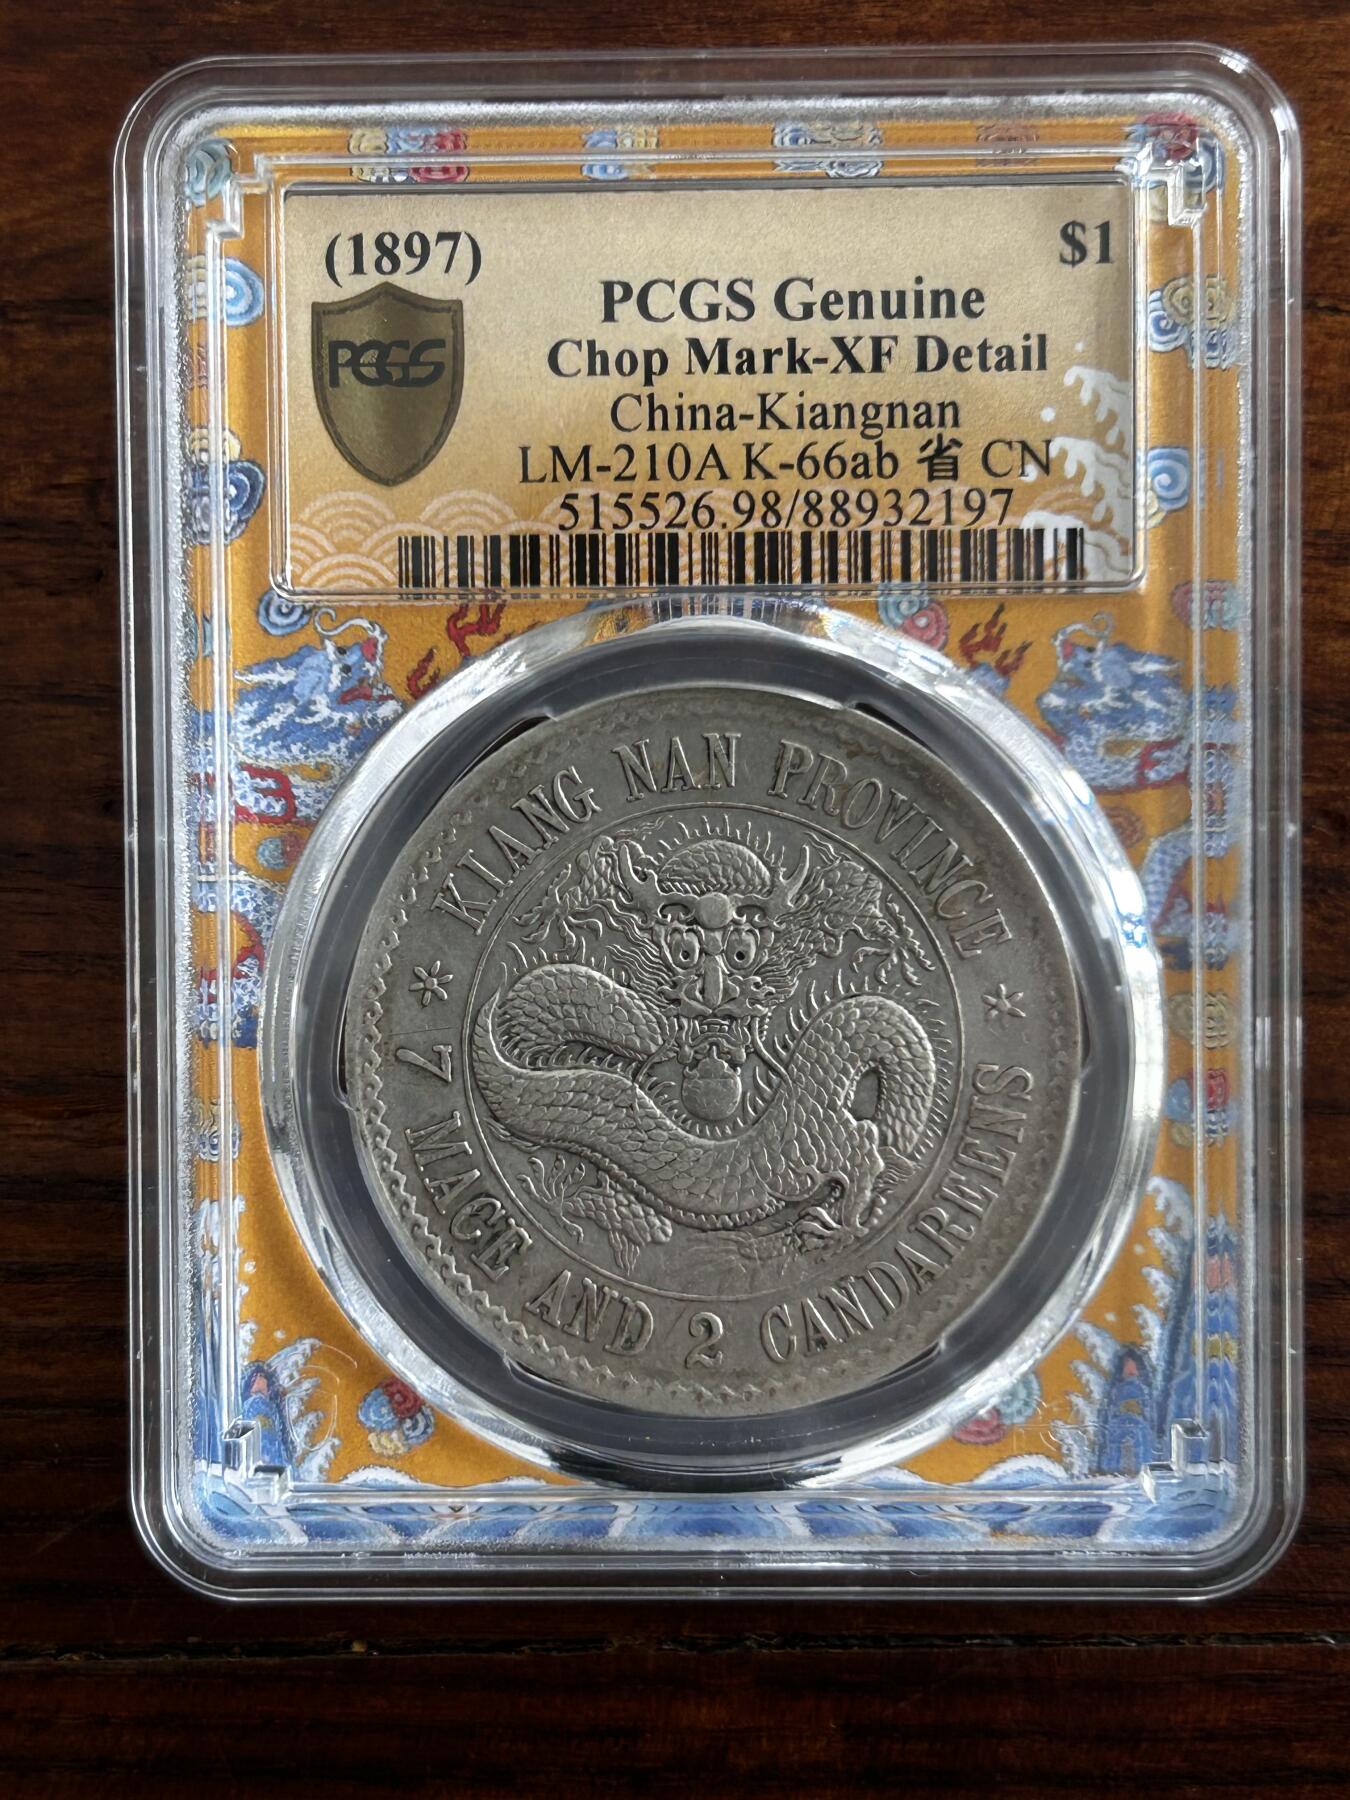 (1897)
$1
PCGS
PCGS Genuine
Chop Mark-XF Detail
China-Kiangnan
LM-210A K-66ab 省 CN
515526.98/88932197
KIANG NAN PROVINCE
7 MACE AND 2 CANDAREENS